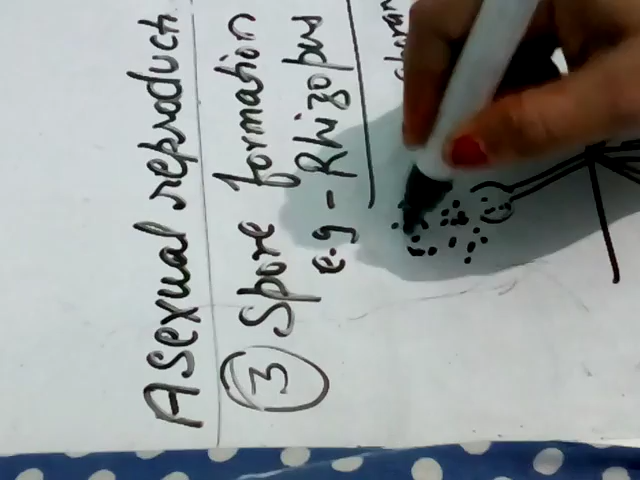 Asexual reproduct
③ Spore formation
e.g - Rhizopus